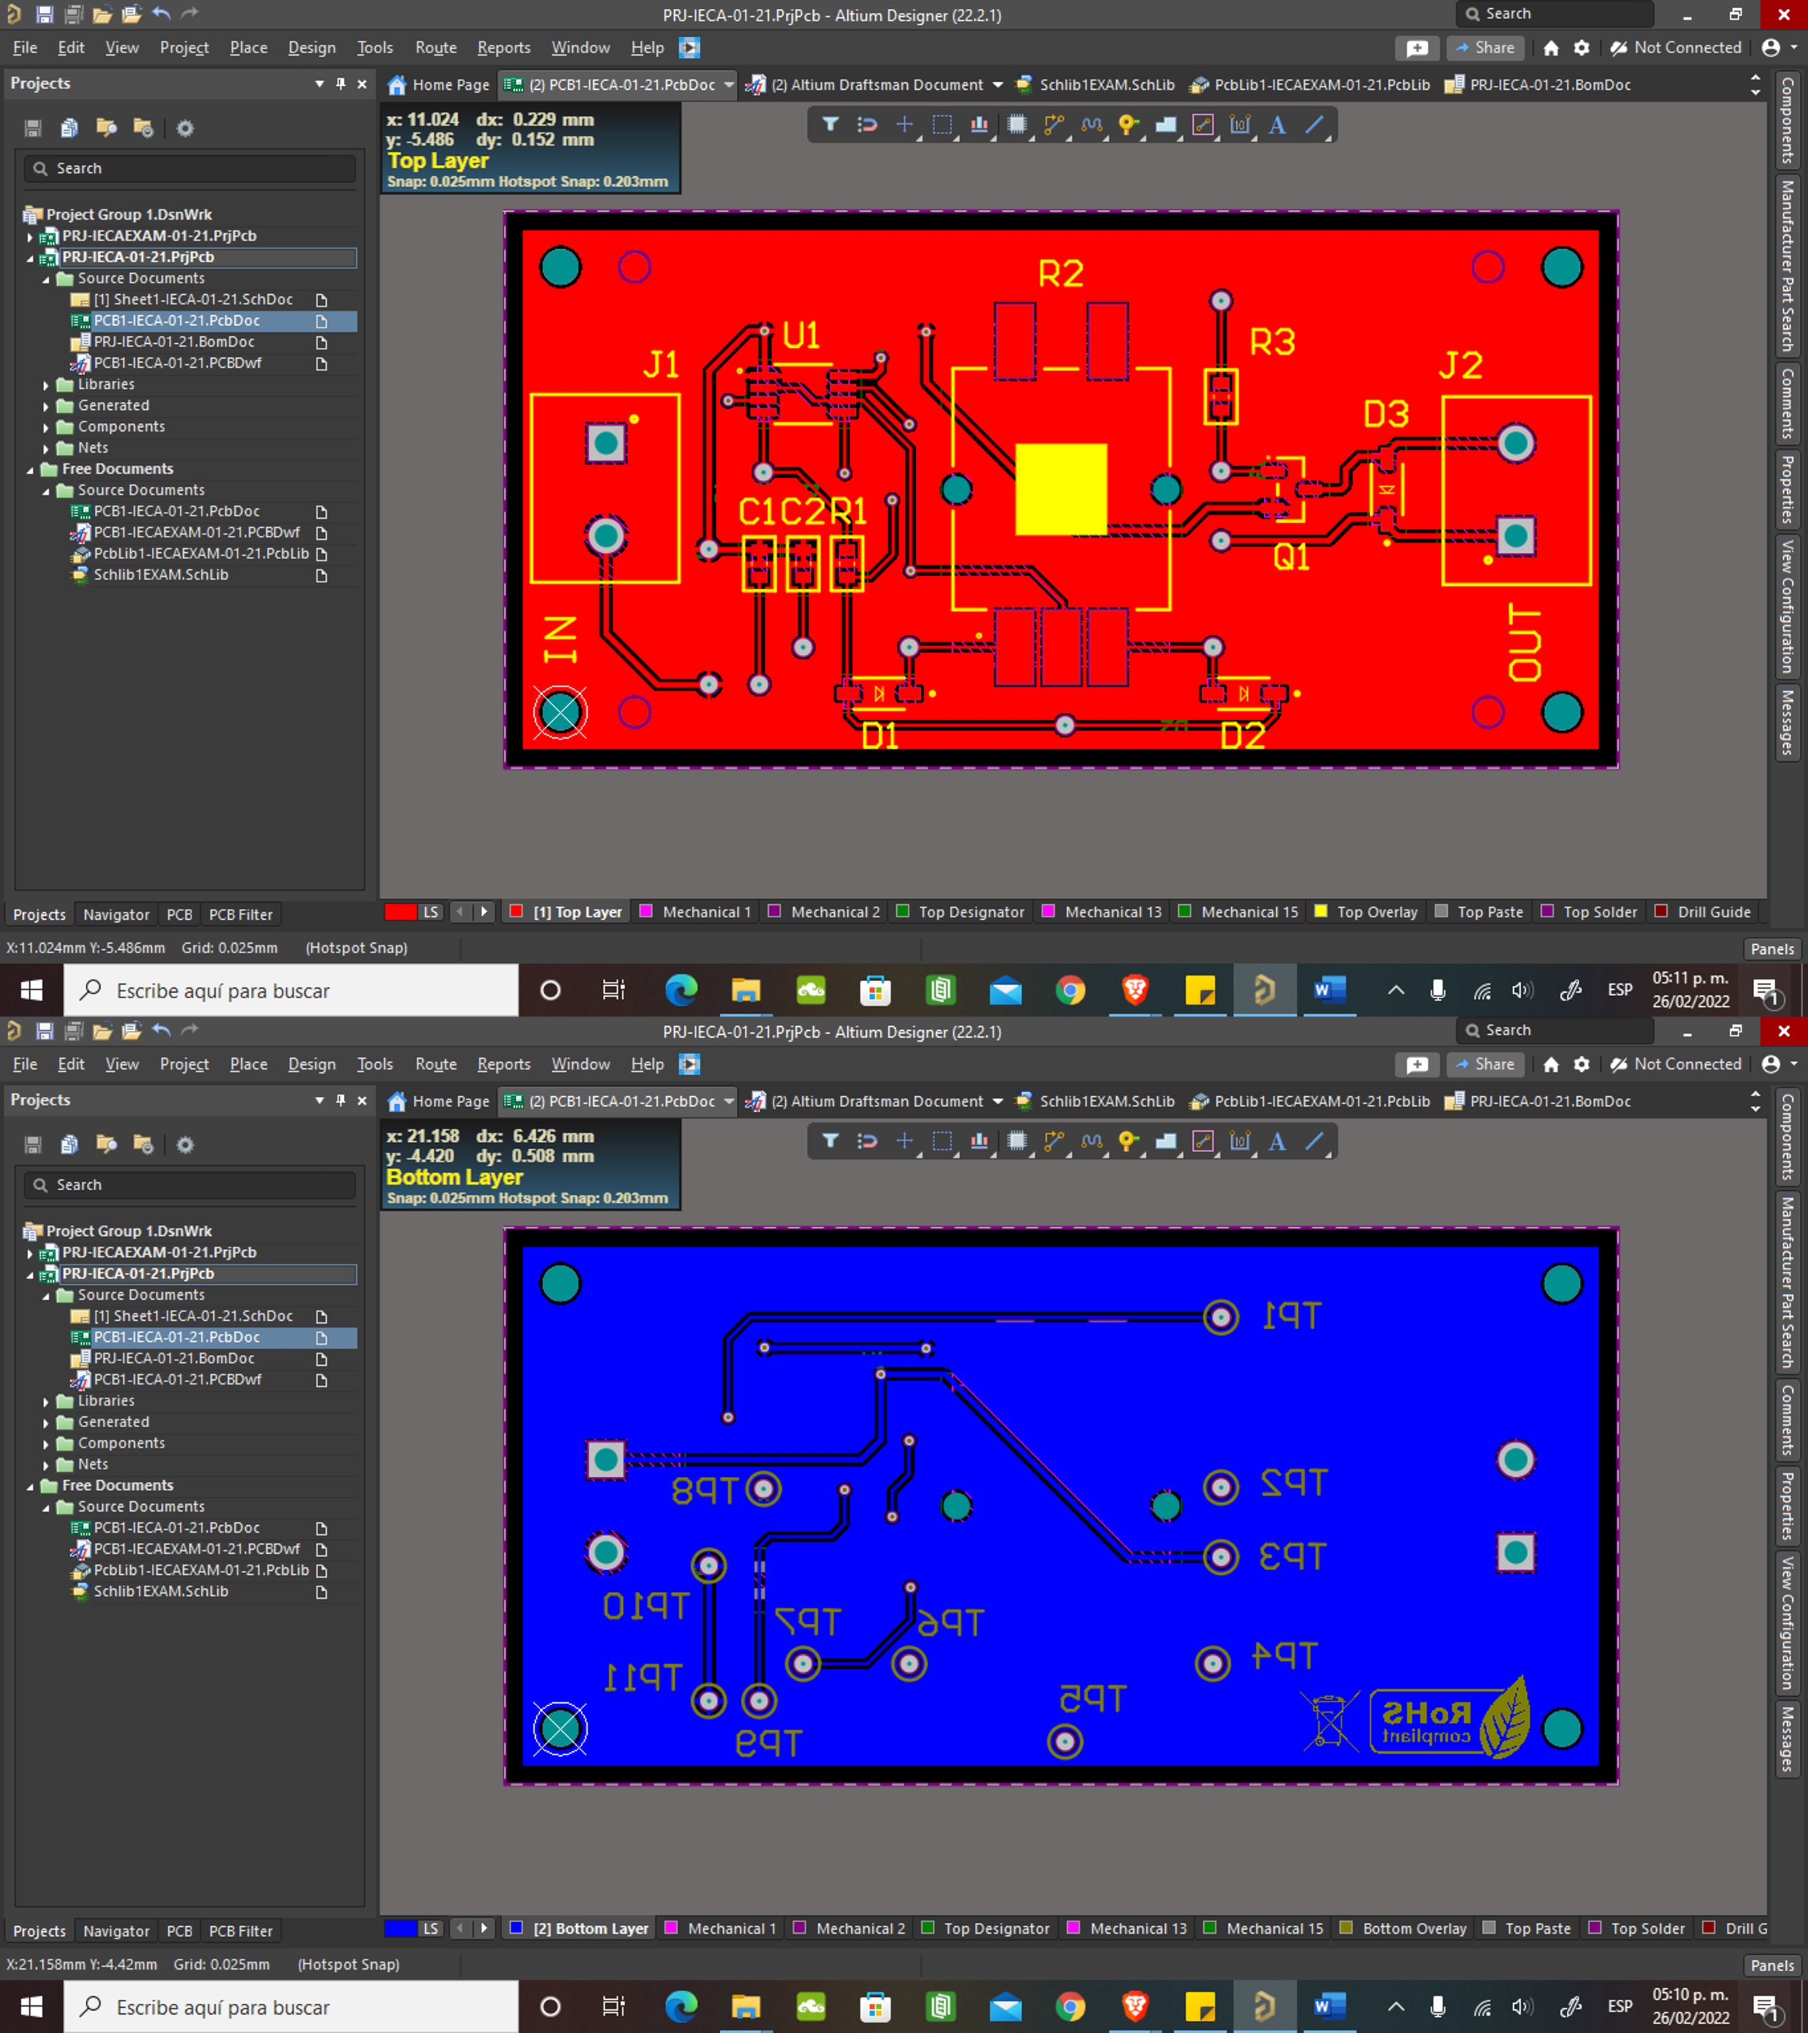 PRJ-IECA-01-21.PrjPcb - Altium Designer (22.2.1)
Search
File Edit View Project Place Design Tools Route Reports Window Help
Share
Not Connected
Projects
Home Page
(2) PCB1-IECA-01-21.PcbDoc
(2) Altium Draftsman Document
Schlib1EXAM.SchLib
PcbLib1-IECAEXAM-01-21.PcbLib
PRJ-IECA-01-21.BomDoc
x: 11.024 dx: 0.229 mm
y: -5.486 dy: 0.152 mm
Top Layer
Snap: 0.025mm Hotspot Snap: 0.203mm
Search
Project Group 1.DsnWrk
PRJ-IECAEXAM-01-21.PrjPcb
PRJ-IECA-01-21.PrjPcb
Source Documents
[1] Sheet1-IECA-01-21.SchDoc
PCB1-IECA-01-21.PcbDoc
PRJ-IECA-01-21.BomDoc
PCB1-IECA-01-21.PCBDwf
Libraries
Generated
Components
Nets
Free Documents
Source Documents
PCB1-IECA-01-21.PcbDoc
PCB1-IECAEXAM-01-21.PCBDwf
PcbLib1-IECAEXAM-01-21.PcbLib
Schlib1EXAM.SchLib
R2
U1
R3
J1
J2
D3
C1 C2 R1
Q1
IN
OUT
D1
D2
Components
Manufacturer Part Search
Comments
Properties
View Configuration
Messages
Projects Navigator PCB PCB Filter
LS
[1] Top Layer
Mechanical 1
Mechanical 2
Top Designator
Mechanical 13
Mechanical 15
Top Overlay
Top Paste
Top Solder
Drill Guide
X:11.024mm Y:-5.486mm Grid: 0.025mm (Hotspot Snap)
Panels
Escribe aquí para buscar
ESP
05:11 p. m.
26/02/2022
1
PRJ-IECA-01-21.PrjPcb - Altium Designer (22.2.1)
Search
File Edit View Project Place Design Tools Route Reports Window Help
Share
Not Connected
Projects
Home Page
(2) PCB1-IECA-01-21.PcbDoc
(2) Altium Draftsman Document
Schlib1EXAM.SchLib
PcbLib1-IECAEXAM-01-21.PcbLib
PRJ-IECA-01-21.BomDoc
x: 21.158 dx: 6.426 mm
y: -4.420 dy: 0.508 mm
Bottom Layer
Snap: 0.025mm Hotspot Snap: 0.203mm
Search
Project Group 1.DsnWrk
PRJ-IECAEXAM-01-21.PrjPcb
PRJ-IECA-01-21.PrjPcb
Source Documents
[1] Sheet1-IECA-01-21.SchDoc
PCB1-IECA-01-21.PcbDoc
PRJ-IECA-01-21.BomDoc
PCB1-IECA-01-21.PCBDwf
Libraries
Generated
Components
Nets
Free Documents
Source Documents
PCB1-IECA-01-21.PcbDoc
PCB1-IECAEXAM-01-21.PCBDwf
PcbLib1-IECAEXAM-01-21.PcbLib
Schlib1EXAM.SchLib
TP1
TP8
TP2
TP3
TP10
TP7
TP6
TP11
TP4
TP5
TP9
RoHS
compliant
Components
Manufacturer Part Search
Comments
Properties
View Configuration
Messages
Projects Navigator PCB PCB Filter
LS
[2] Bottom Layer
Mechanical 1
Mechanical 2
Top Designator
Mechanical 13
Mechanical 15
Bottom Overlay
Top Paste
Top Solder
Drill G
X:21.158mm Y:-4.42mm Grid: 0.025mm (Hotspot Snap)
Panels
Escribe aquí para buscar
ESP
05:10 p. m.
26/02/2022
1